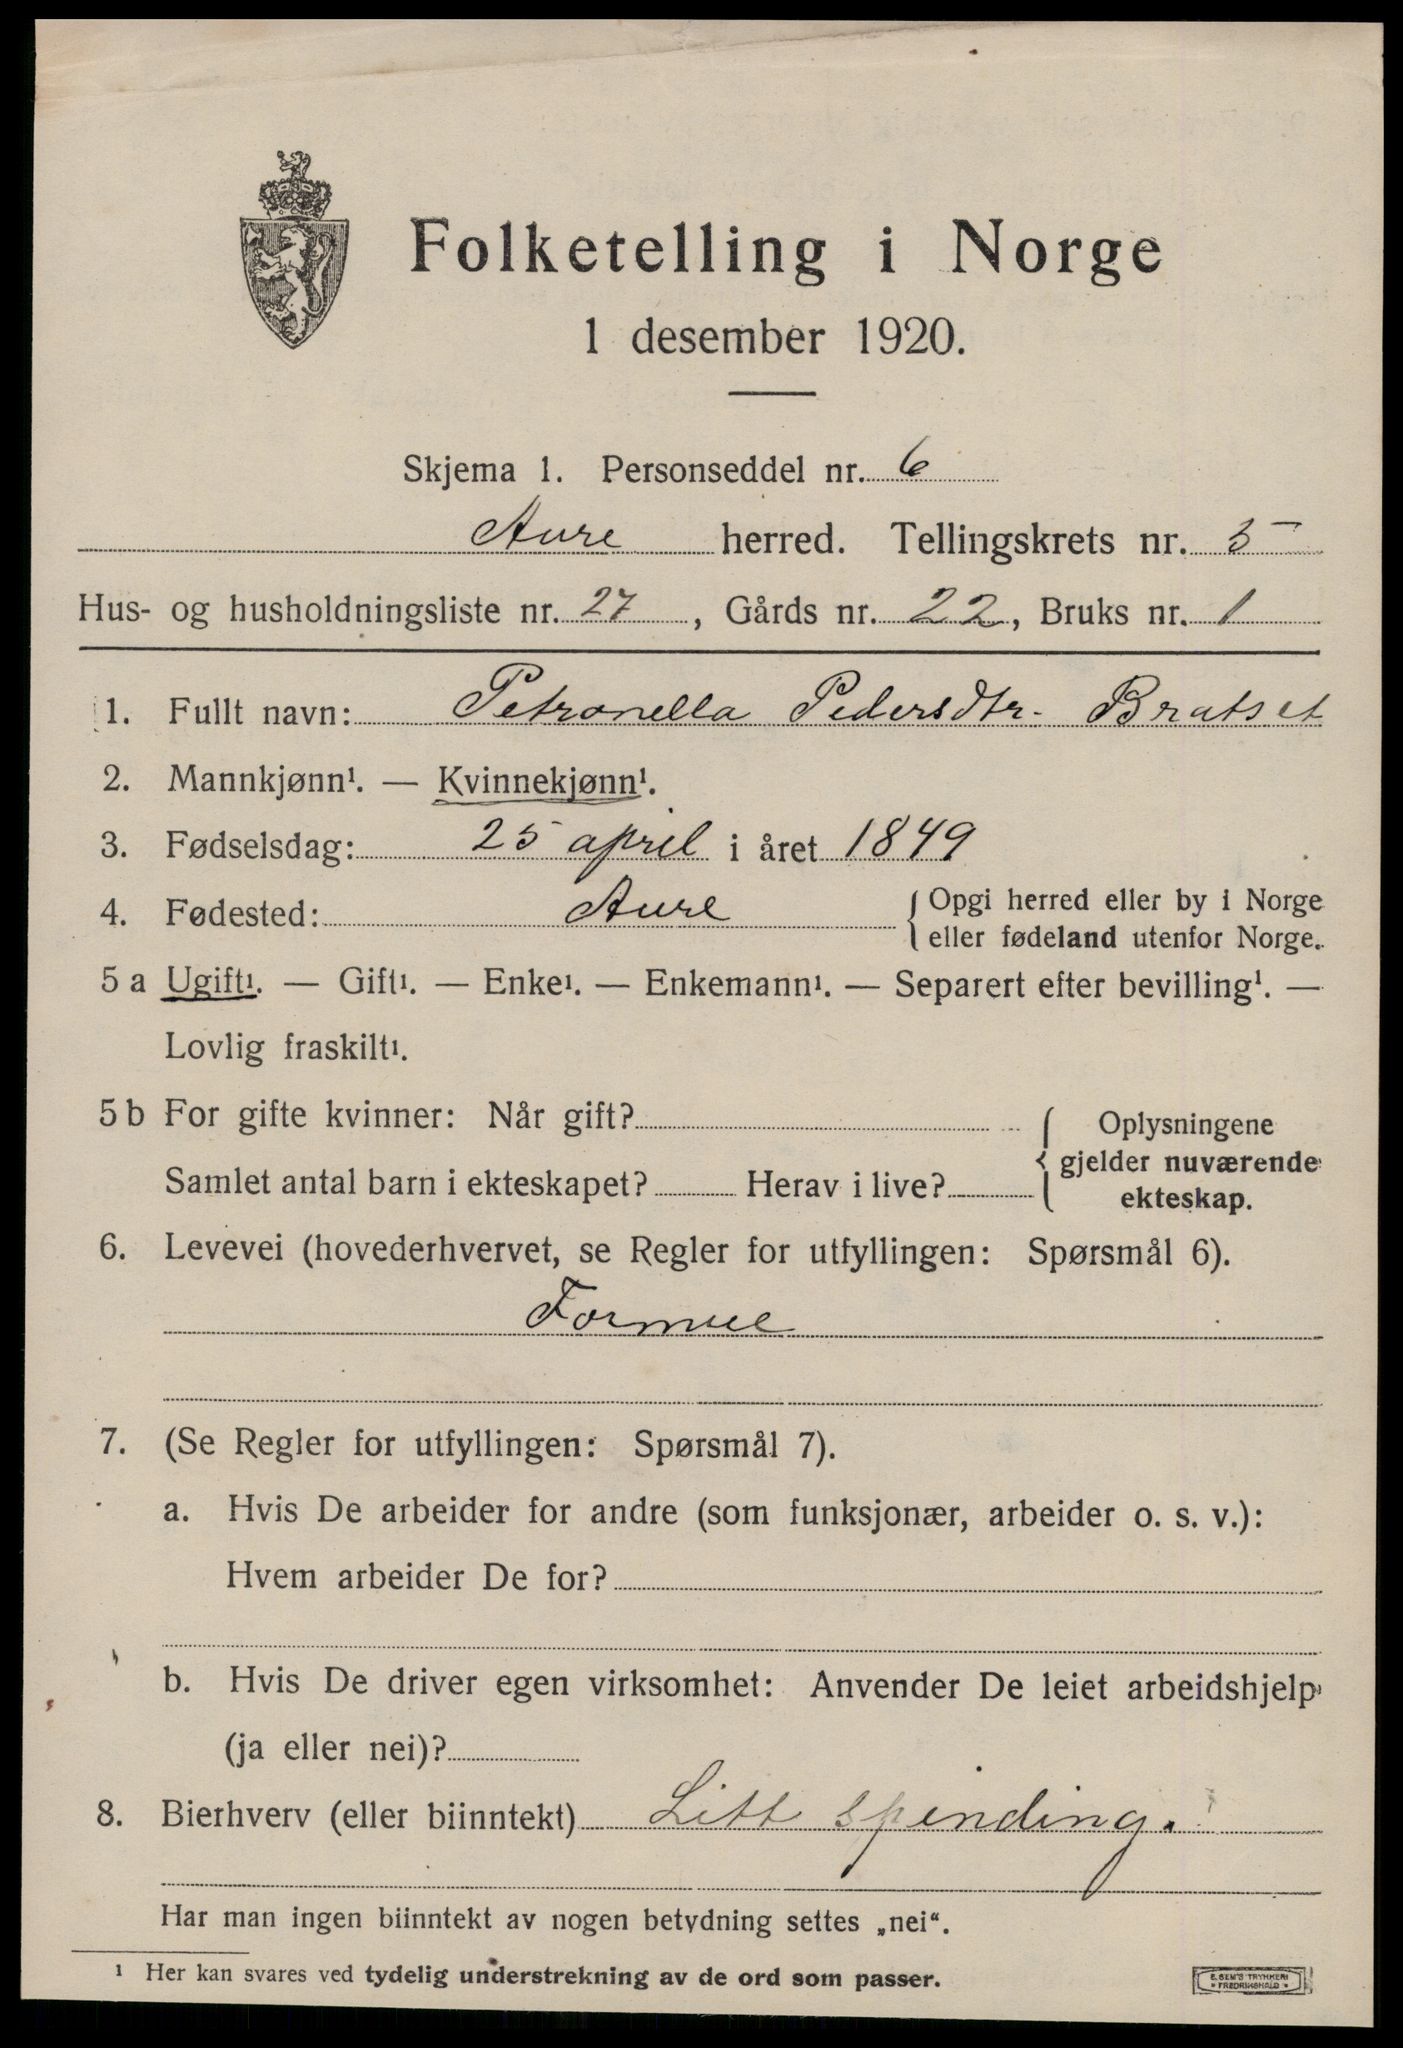 Folketelling i Norge
1 desember 1920.
Skjema 1. Personseddel nr. 6
Aure herred. Tellingskrets nr. 5
Hus- og husholdningsliste nr. 27, Gårds nr. 22, Bruks nr. 1
1. Fullt navn: Petronella Pedersdtr. Bratset
2. Mannkjønn¹. — Kvinnekjønn¹.
3. Fødselsdag: 25 april i året 1849
4. Fødested: Aure { Opgi herred eller by i Norge
eller fødeland utenfor Norge.
5 a Ugift¹. — Gift¹. — Enke¹. — Enkemann¹. — Separert efter bevilling¹. —
Lovlig fraskilt¹.
5 b For gifte kvinner: Når gift? { Oplysningene
gjelder nuværende
Samlet antal barn i ekteskapet? Herav i live?
ekteskap.
6. Levevei (hovederhvervet, se Regler for utfyllingen: Spørsmål 6).
Formue
7. (Se Regler for utfyllingen: Spørsmål 7).
a. Hvis De arbeider for andre (som funksjonær, arbeider o. s. v.):
Hvem arbeider De for?
b. Hvis De driver egen virksomhet: Anvender De leiet arbeidshjelp
(ja eller nei)?
8. Bierhverv (eller biinntekt) Litt spinding.
Har man ingen biinntekt av nogen betydning settes „nei“.
¹ Her kan svares ved tydelig understrekning av de ord som passer.
E. SEM'S TRYKKERI
FREDRIKSHALD